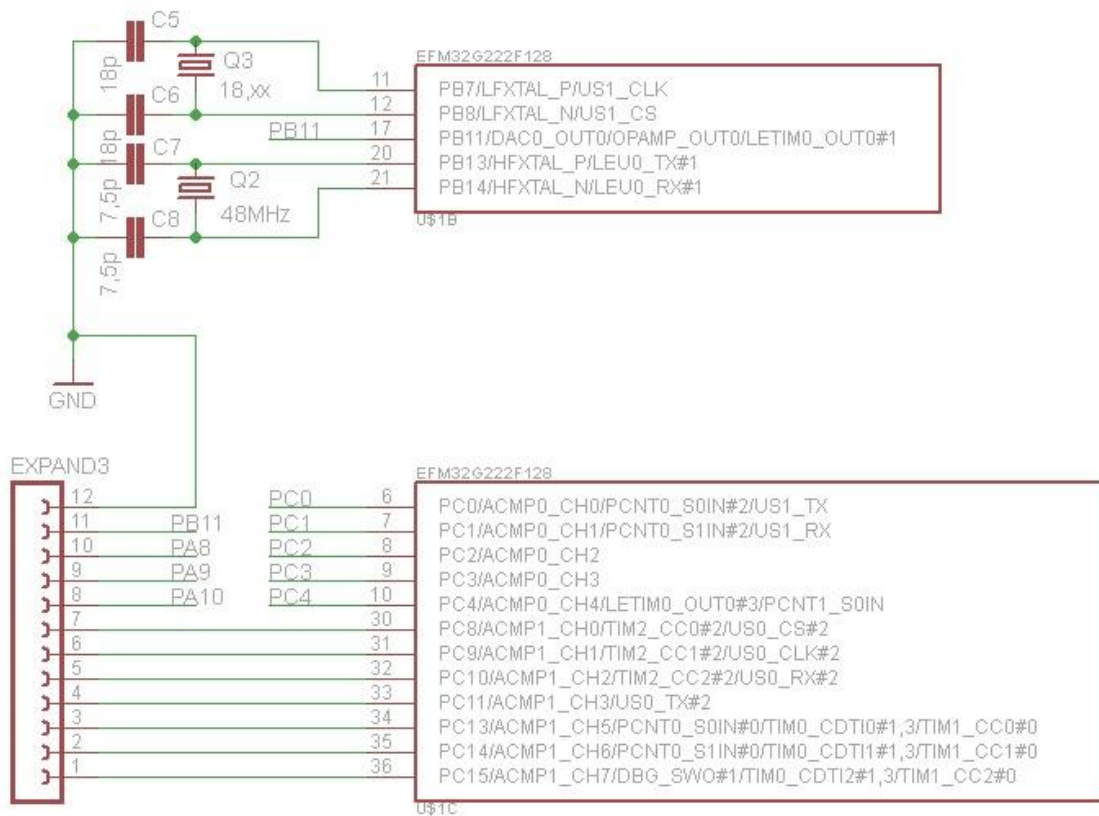 C5
18p
Q3
18,xx
C6
18p
C7
7,5p
Q2
48MHz
C8
7,5p
GND
EFM32G222F128
11 PB7/LFXTAL_P/US1_CLK
12 PB8/LFXTAL_N/US1_CS
PB11 17 PB11/DAC0_OUT0/OPAMP_OUT0/LETIM0_OUT0#1
20 PB13/HFXTAL_P/LEU0_TX#1
21 PB14/HFXTAL_N/LEU0_RX#1
U$1B
EXPAND3
EFM32G222F128
12 PC0 6 PC0/ACMP0_CH0/PCNT0_S0IN#2/US1_TX
11 PB11 PC1 7 PC1/ACMP0_CH1/PCNT0_S1IN#2/US1_RX
10 PA8 PC2 8 PC2/ACMP0_CH2
9 PA9 PC3 9 PC3/ACMP0_CH3
8 PA10 PC4 10 PC4/ACMP0_CH4/LETIM0_OUT0#3/PCNT1_S0IN
7 30 PC8/ACMP1_CH0/TIM2_CC0#2/US0_CS#2
6 31 PC9/ACMP1_CH1/TIM2_CC1#2/US0_CLK#2
5 32 PC10/ACMP1_CH2/TIM2_CC2#2/US0_RX#2
4 33 PC11/ACMP1_CH3/US0_TX#2
3 34 PC13/ACMP1_CH5/PCNT0_S0IN#0/TIM0_CDTI0#1,3/TIM1_CC0#0
2 35 PC14/ACMP1_CH6/PCNT0_S1IN#0/TIM0_CDTI1#1,3/TIM1_CC1#0
1 36 PC15/ACMP1_CH7/DBG_SWO#1/TIM0_CDTI2#1,3/TIM1_CC2#0
U$1C